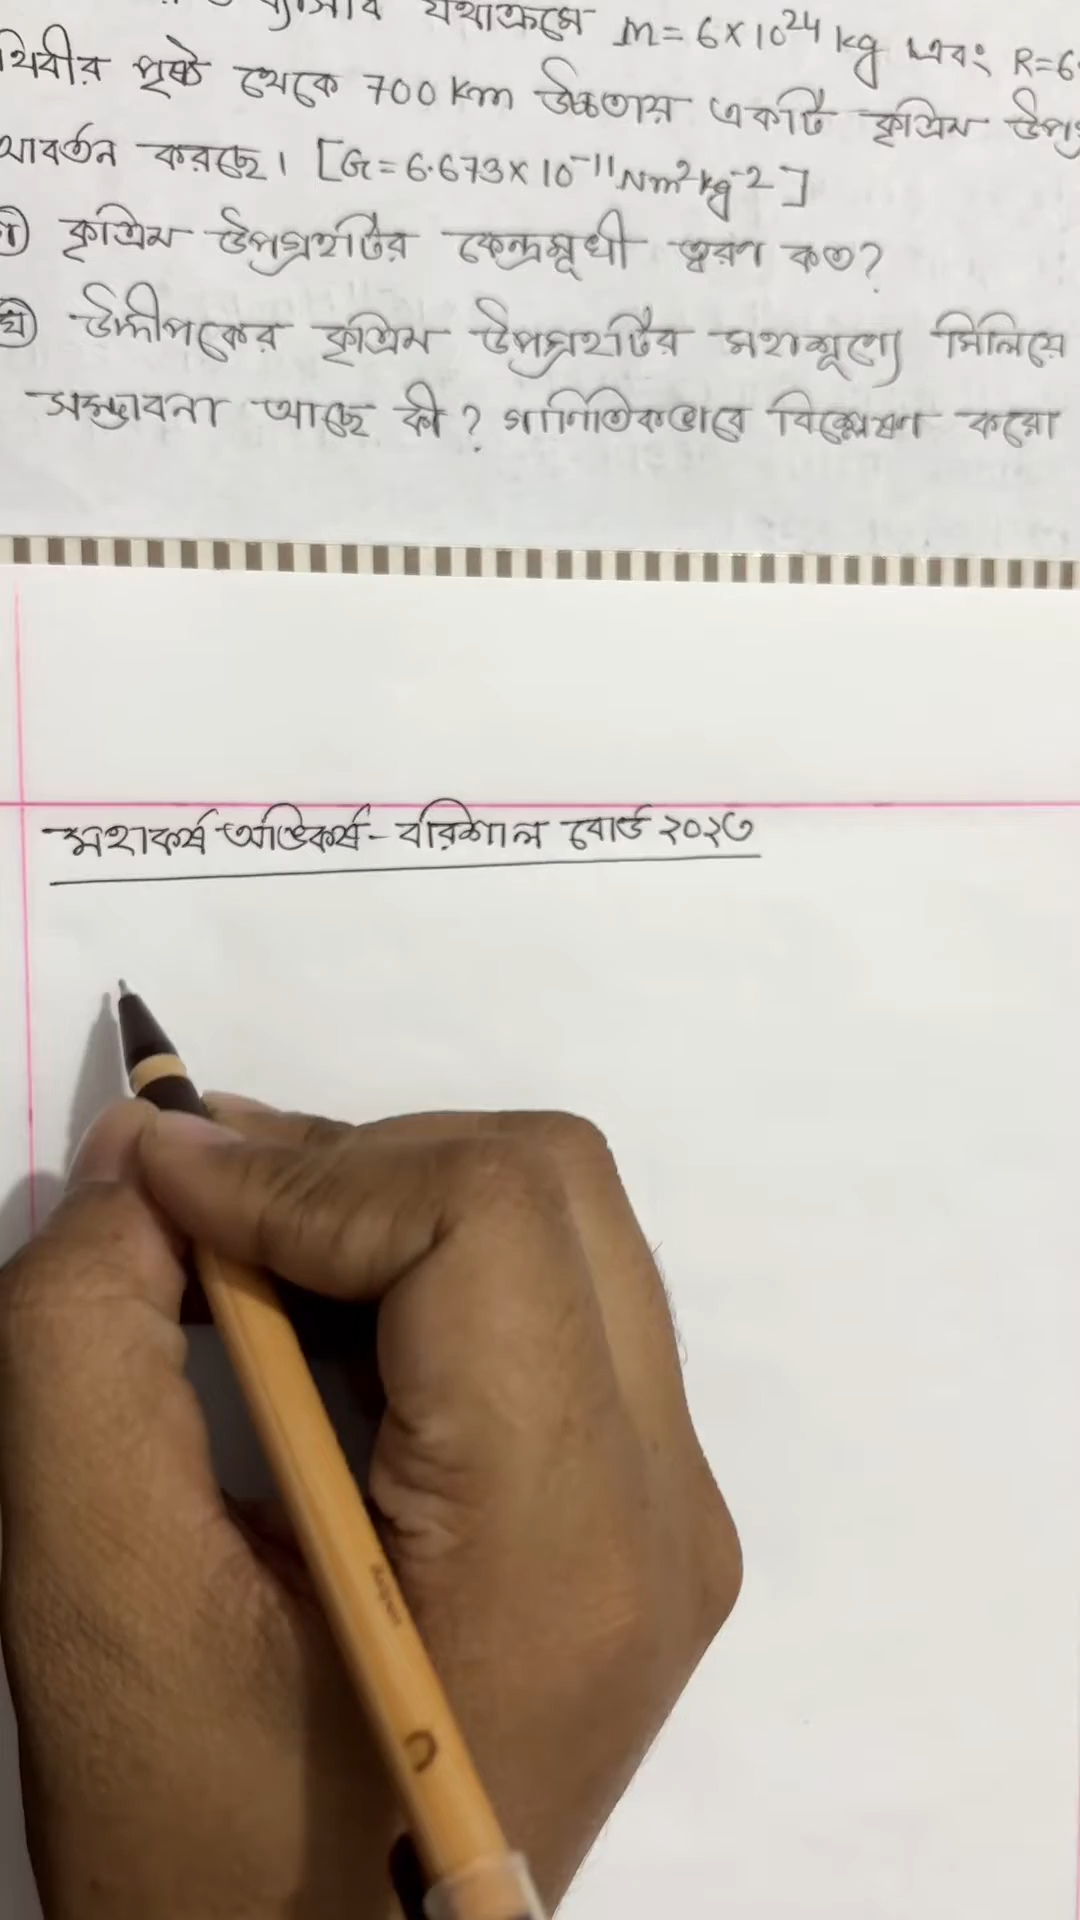 যথাক্রমে m = 6×10²⁴ kg এবং R=6
থিবীর পৃষ্ঠ থেকে 700 km উচ্চতায় একটি কৃত্রিম
আবর্তন করছে। [G = 6.673×10⁻¹¹ Nm² kg⁻²]
গ) কৃত্রিম উপগ্রহটির কেন্দ্রমূখী ত্বরণ কত?
ঘ) উদ্দীপকের কৃত্রিম উপগ্রহটির মহাশূণ্যে মিলিয়ে
সম্ভাবনা আছে কী? গাণিতিকভাবে বিশ্লেষণ করো
মহাকর্ষ অভিকর্ষ - বরিশাল বোর্ড ২০২৩